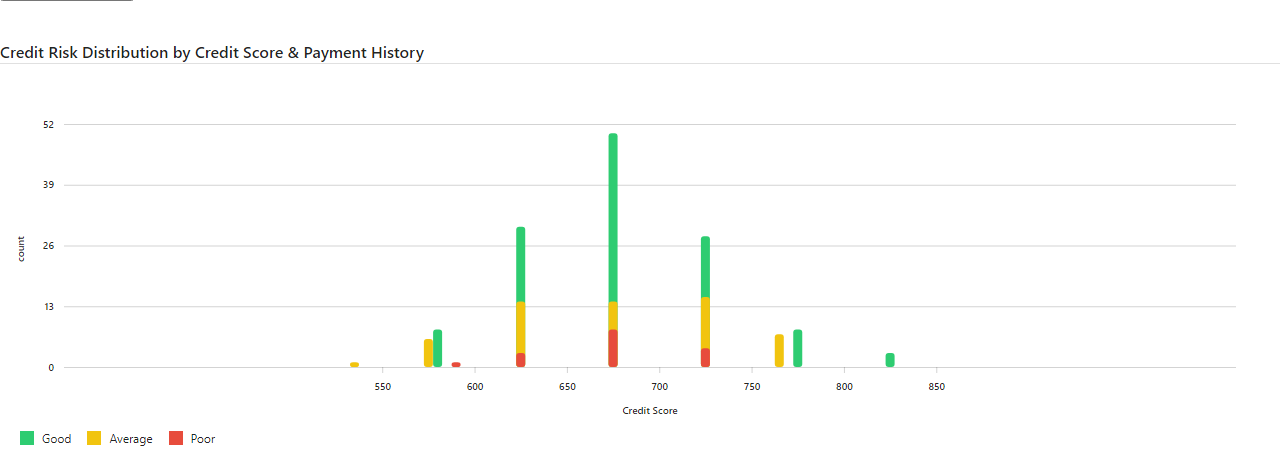 Credit Risk Distribution by Credit Score & Payment History
52
39
26
13
0
count
550 600 650 700 750 800 850
Credit Score
Good Average Poor